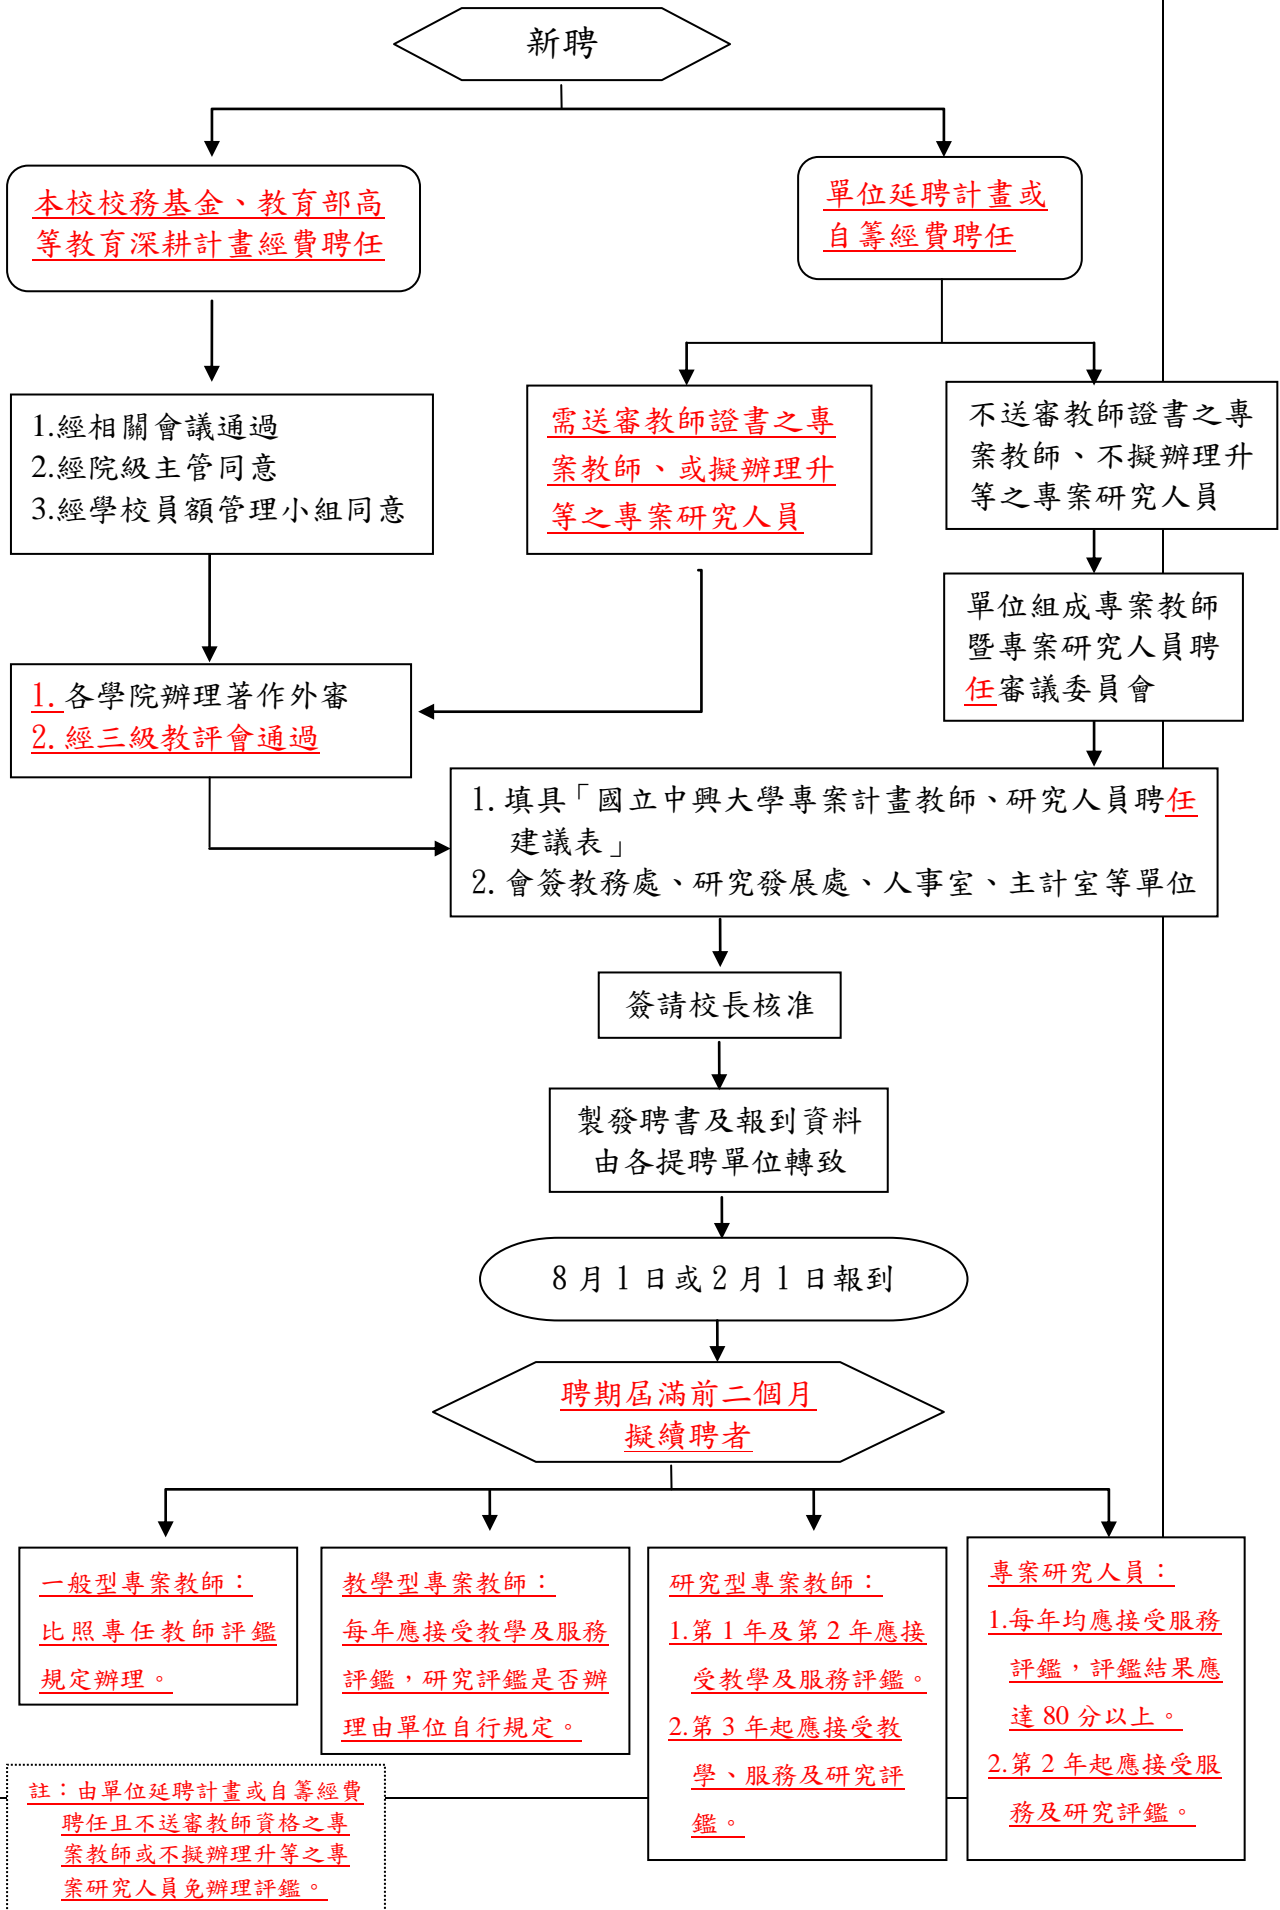 新聘
本校校務基金、教育部高
等教育深耕計畫經費聘任
單位延聘計畫或
自籌經費聘任
1.經相關會議通過
2.經院級主管同意
3.經學校員額管理小組同意
需送審教師證書之專
案教師、或擬辦理升
等之專案研究人員
不送審教師證書之專
案教師、不擬辦理升
等之專案研究人員
單位組成專案教師
暨專案研究人員聘
任審議委員會
1. 各學院辦理著作外審
2. 經三級教評會通過
1. 填具「國立中興大學專案計畫教師、研究人員聘任
建議表」
2. 會簽教務處、研究發展處、人事室、主計室等單位
簽請校長核准
製發聘書及報到資料
由各提聘單位轉致
8 月 1 日或 2 月 1 日報到
聘期屆滿前二個月
擬續聘者
一般型專案教師：
比照專任教師評鑑
規定辦理。
教學型專案教師：
每年應接受教學及服務
評鑑，研究評鑑是否辦
理由單位自行規定。
研究型專案教師：
1.第 1 年及第 2 年應接
受教學及服務評鑑。
2.第 3 年起應接受教
學、服務及研究評
鑑。
專案研究人員：
1.每年均應接受服務
評鑑，評鑑結果應
達 80 分以上。
2.第 2 年起應接受服
務及研究評鑑。
註：由單位延聘計畫或自籌經費
聘任且不送審教師資格之專
案教師或不擬辦理升等之專
案研究人員免辦理評鑑。